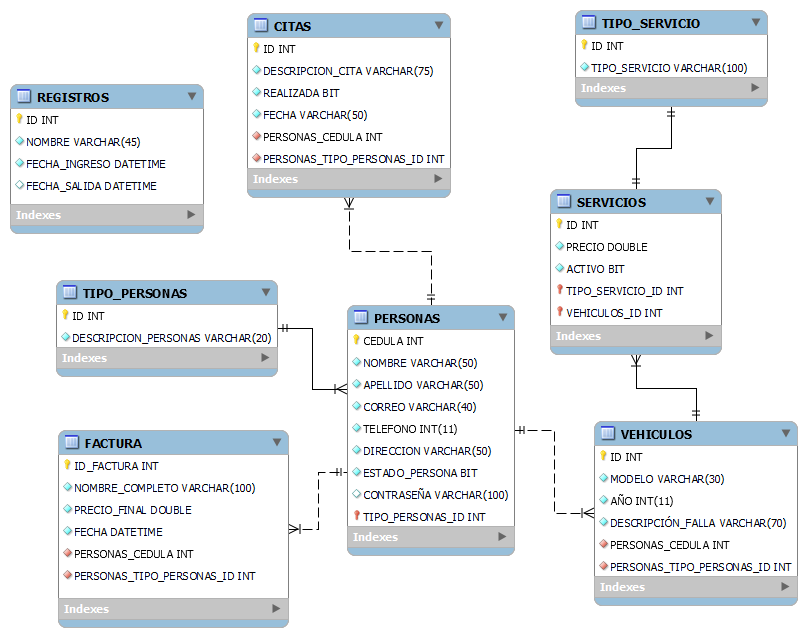 CITAS
ID INT
DESCRIPCION_CITA VARCHAR(75)
REALIZADA BIT
FECHA VARCHAR(50)
PERSONAS_CEDULA INT
PERSONAS_TIPO_PERSONAS_ID INT
Indexes
TIPO_SERVICIO
ID INT
TIPO_SERVICIO VARCHAR(100)
Indexes
REGISTROS
ID INT
NOMBRE VARCHAR(45)
FECHA_INGRESO DATETIME
FECHA_SALIDA DATETIME
Indexes
SERVICIOS
ID INT
PRECIO DOUBLE
ACTIVO BIT
TIPO_SERVICIO_ID INT
VEHICULOS_ID INT
Indexes
TIPO_PERSONAS
ID INT
DESCRIPCION_PERSONAS VARCHAR(20)
Indexes
PERSONAS
CEDULA INT
NOMBRE VARCHAR(50)
APELLIDO VARCHAR(50)
CORREO VARCHAR(40)
TELEFONO INT(11)
DIRECCION VARCHAR(50)
ESTADO_PERSONA BIT
CONTRASEÑA VARCHAR(100)
TIPO_PERSONAS_ID INT
Indexes
FACTURA
ID_FACTURA INT
NOMBRE_COMPLETO VARCHAR(100)
PRECIO_FINAL DOUBLE
FECHA DATETIME
PERSONAS_CEDULA INT
PERSONAS_TIPO_PERSONAS_ID INT
Indexes
VEHICULOS
ID INT
MODELO VARCHAR(30)
AÑO INT(11)
DESCRIPCIÓN_FALLA VARCHAR(70)
PERSONAS_CEDULA INT
PERSONAS_TIPO_PERSONAS_ID INT
Indexes